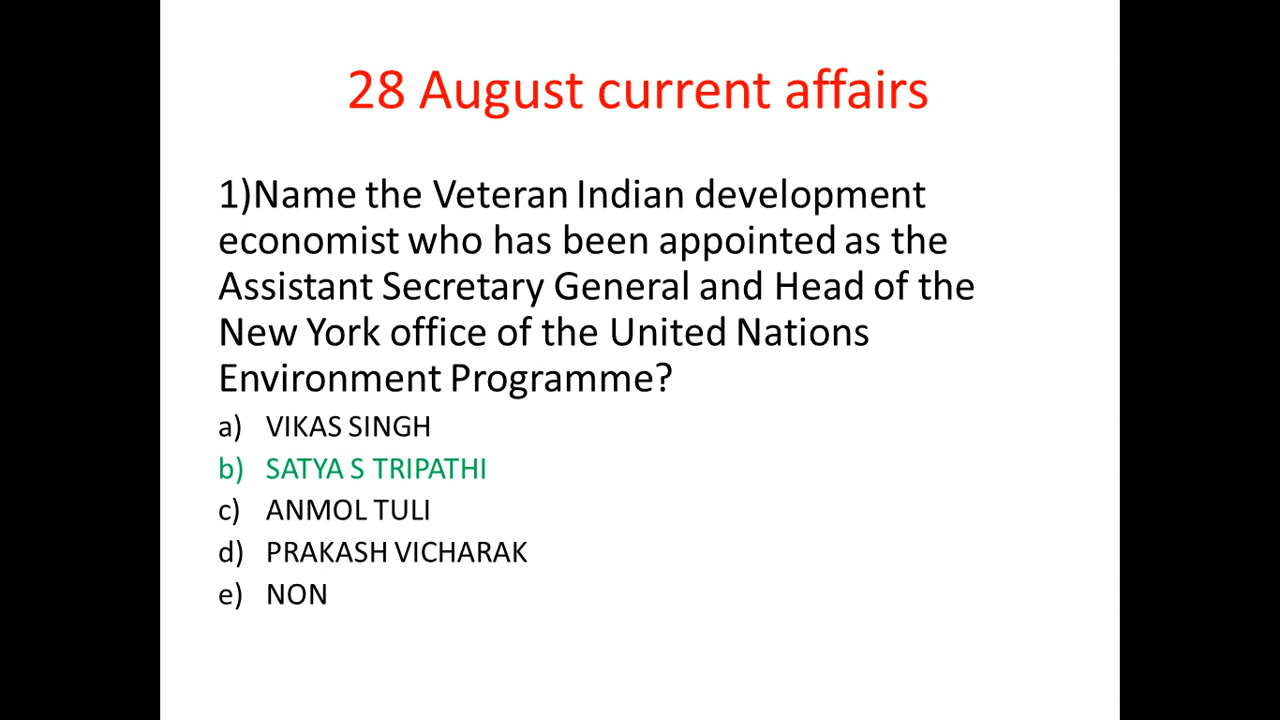 28 August current affairs
1)Name the Veteran Indian development
economist who has been appointed as the
Assistant Secretary General and Head of the
New York office of the United Nations
Environment Programme?
a) VIKAS SINGH
b) SATYA S TRIPATHI
c) ANMOL TULI
d) PRAKASH VICHARAK
e) NON